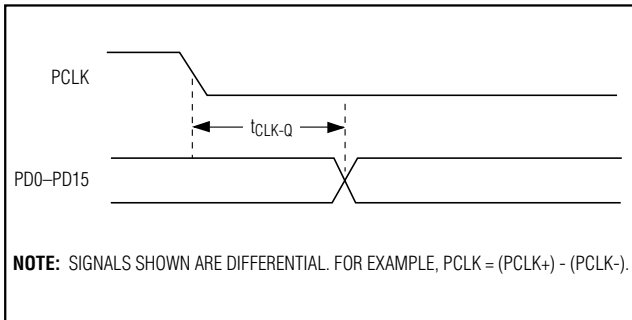 PCLK
tCLK-Q
PD0–PD15
NOTE: SIGNALS SHOWN ARE DIFFERENTIAL. FOR EXAMPLE, PCLK = (PCLK+) - (PCLK-).